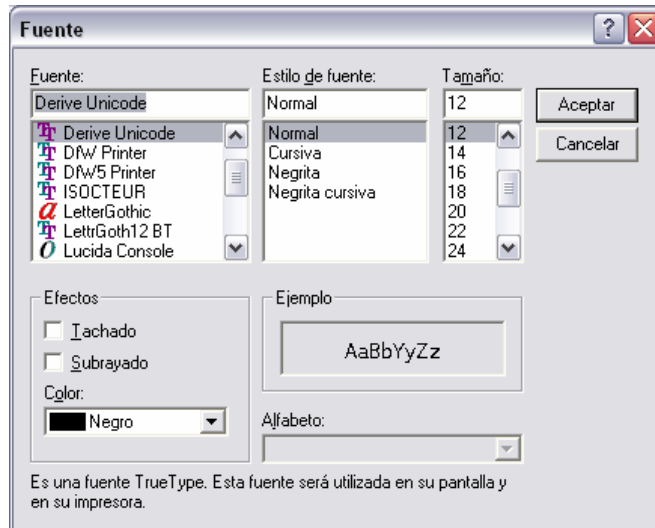 Fuente
Fuente:
Derive Unicode
Derive Unicode
DfW Printer
DfW5 Printer
ISOCTEUR
LetterGothic
LettrGoth12 BT
Lucida Console
Estilo de fuente:
Normal
Normal
Cursiva
Negrita
Negrita cursiva
Tamaño:
12
12
14
16
18
20
22
24
Aceptar
Cancelar
Efectos
Tachado
Subrayado
Color:
Negro
Ejemplo
AaBbYyZz
Alfabeto:
Es una fuente TrueType. Esta fuente será utilizada en su pantalla y
en su impresora.